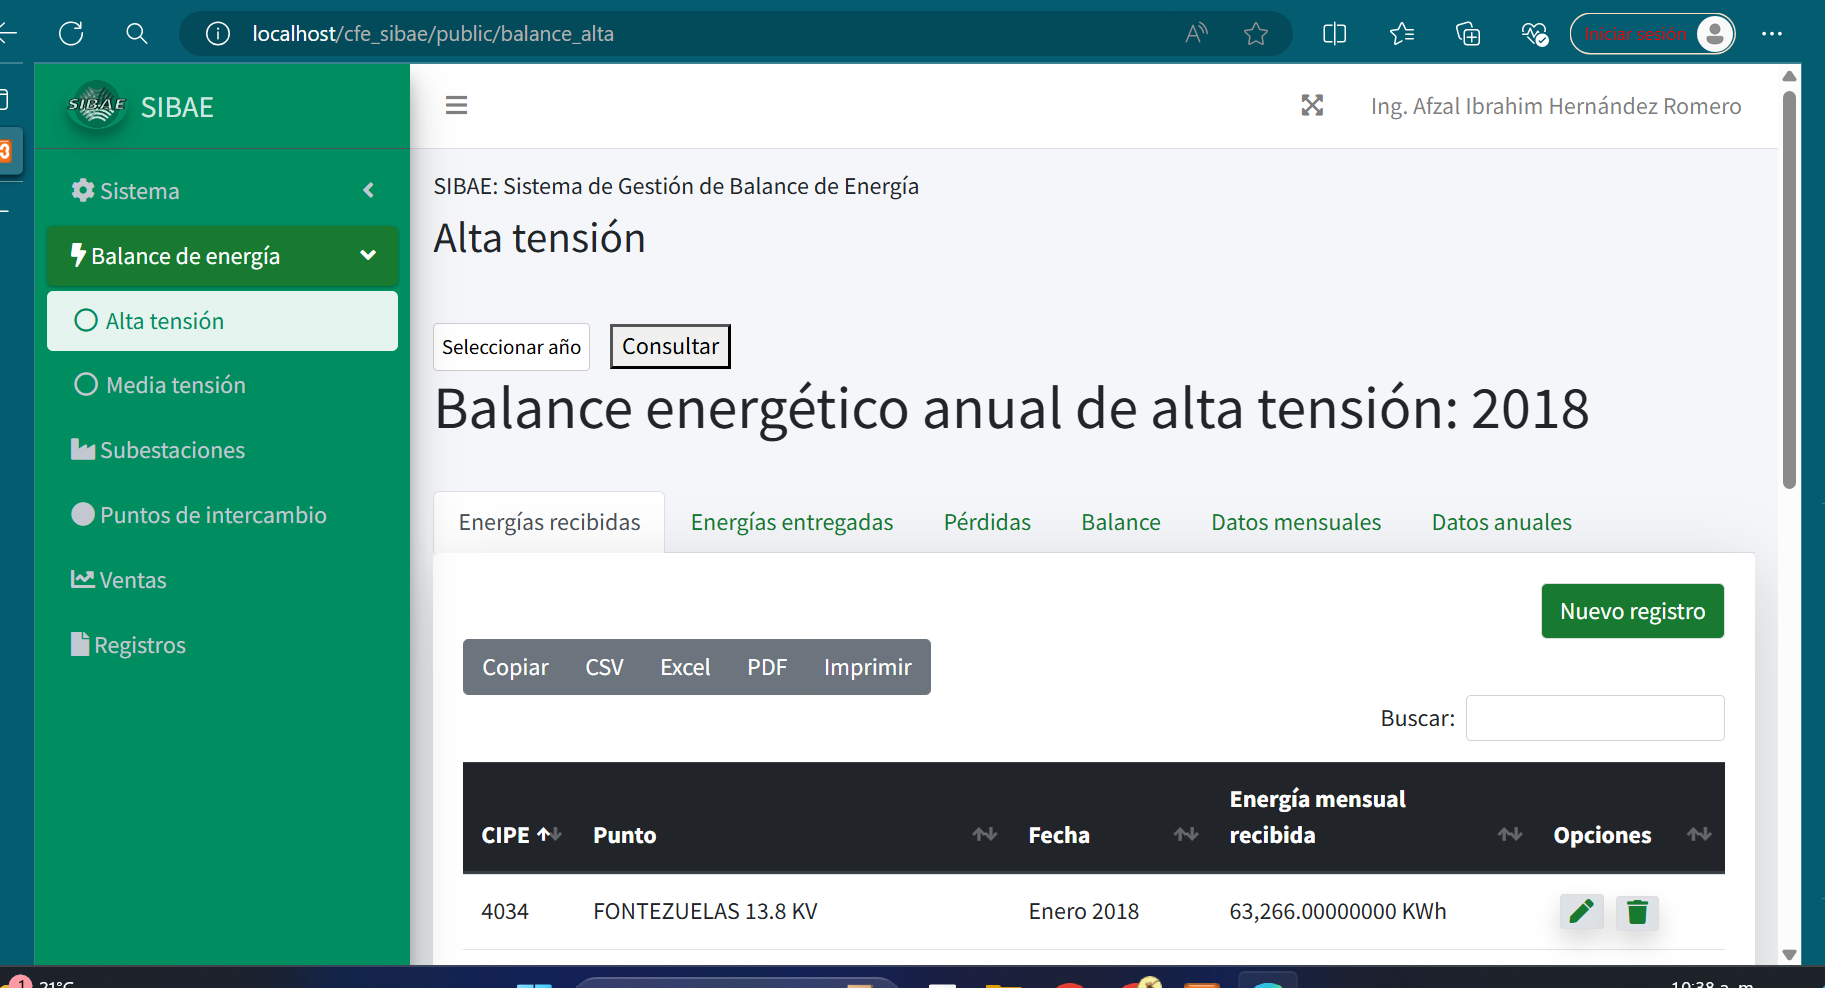 localhost/cfe_sibae/public/balance_alta
Iniciar sesión
SIBAE SIBAE
Ing. Afzal Ibrahim Hernández Romero
Sistema
Balance de energía
Alta tensión
Media tensión
Subestaciones
Puntos de intercambio
Ventas
Registros
SIBAE: Sistema de Gestión de Balance de Energía
Alta tensión
Seleccionar año Consultar
Balance energético anual de alta tensión: 2018
Energías recibidas Energías entregadas Pérdidas Balance Datos mensuales Datos anuales
Nuevo registro
Copiar CSV Excel PDF Imprimir
Buscar:
CIPE Punto Fecha Energía mensual
recibida Opciones
4034 FONTEZUELAS 13.8 KV Enero 2018 63,266.00000000 KWh
1 21°C
10:38 a. m.